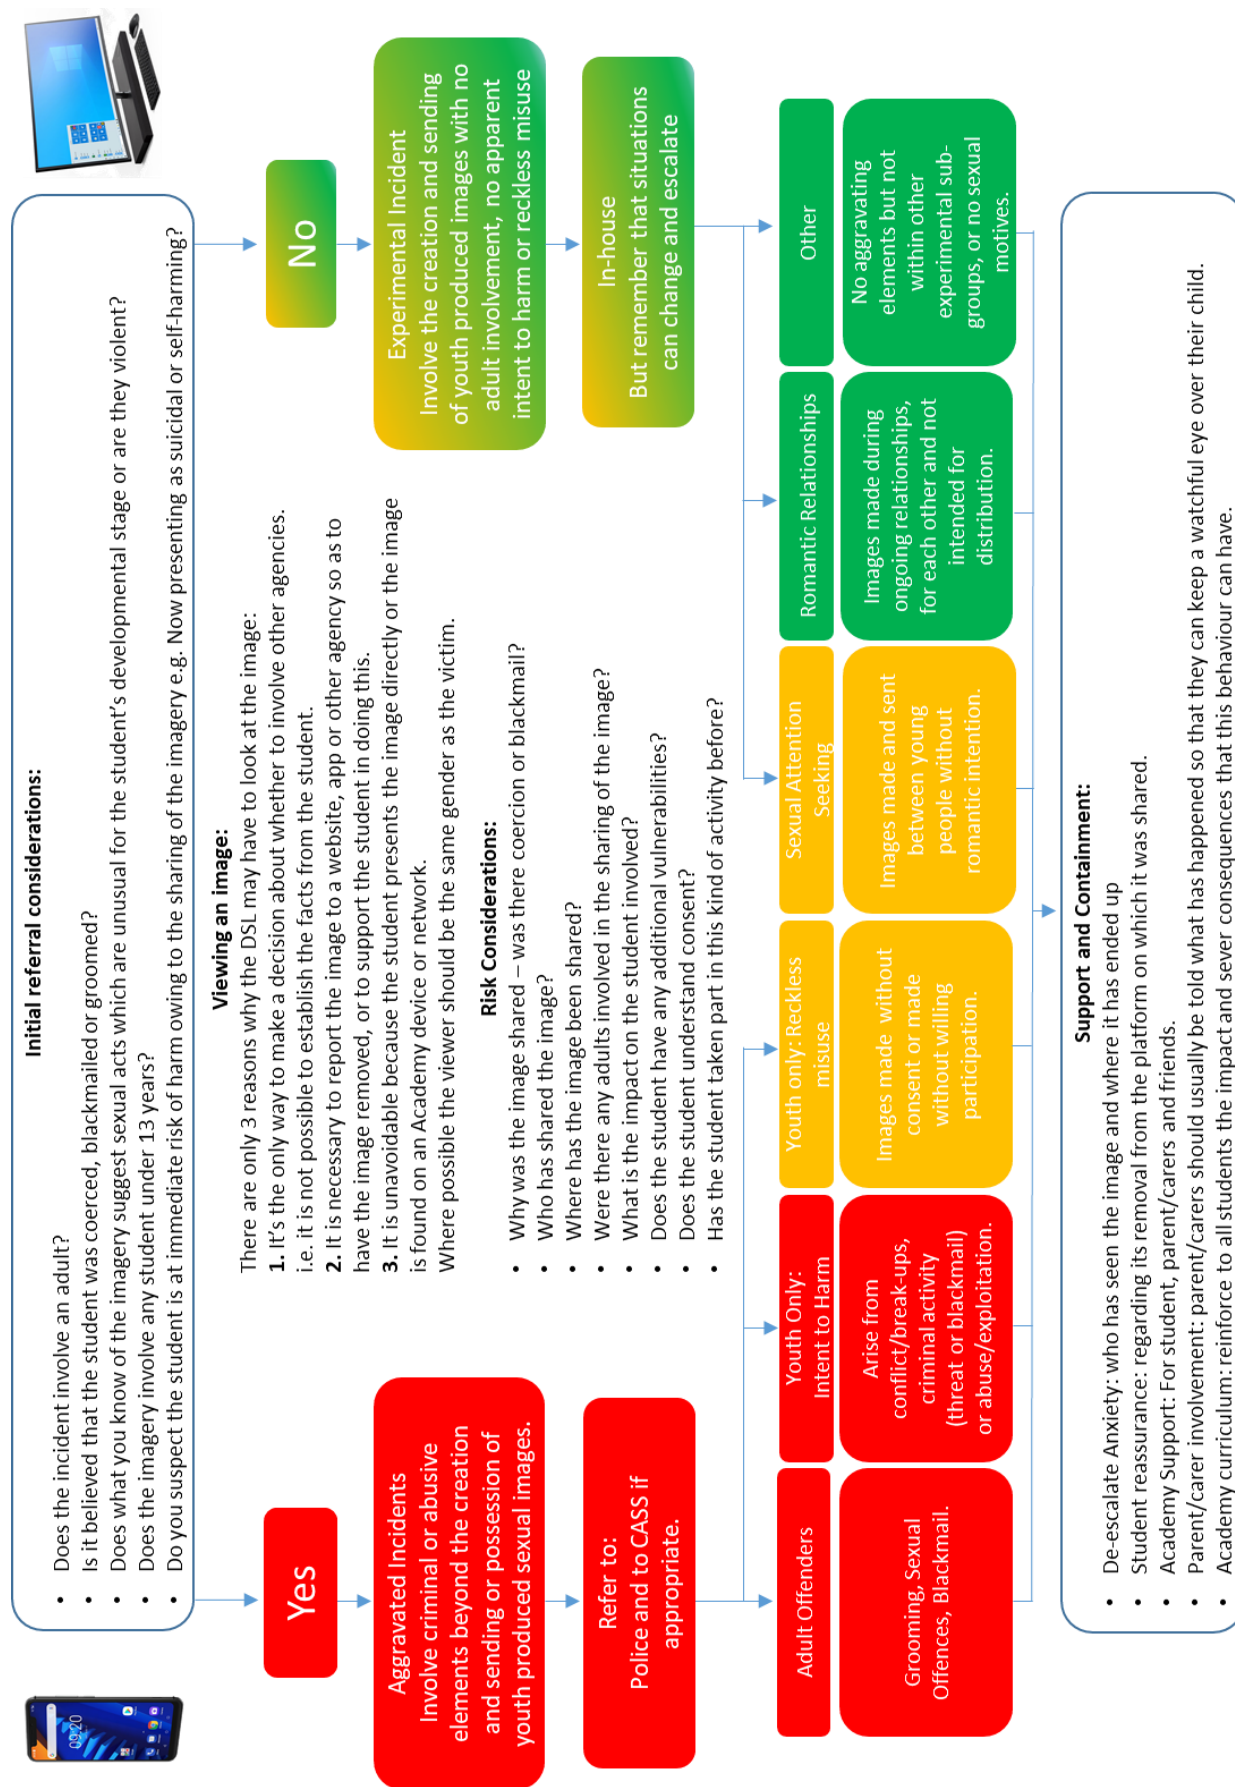 Initial referral considerations:
• Does the incident involve an adult?
• Is it believed that the student was coerced, blackmailed or groomed?
• Does what you know of the imagery suggest sexual acts which are unusual for the student's developmental stage or are they violent?
• Does the imagery involve any student under 13 years?
• Do you suspect the student is at immediate risk of harm owing to the sharing of the imagery e.g. Now presenting as suicidal or self-harming?
09:20
Yes
Aggravated Incidents
Involve criminal or abusive
elements beyond the creation
and sending or possession of
youth produced sexual images.
Refer to:
Police and to CASS if
appropriate.
Viewing an image:
There are only 3 reasons why the DSL may have to look at the image:
1. It's the only way to make a decision about whether to involve other agencies.
i.e. it is not possible to establish the facts from the student.
2. It is necessary to report the image to a website, app or other agency so as to
have the image removed, or to support the student in doing this.
3. It is unavoidable because the student presents the image directly or the image
is found on an Academy device or network.
Where possible the viewer should be the same gender as the victim.
Risk Considerations:
• Why was the image shared – was there coercion or blackmail?
• Who has shared the image?
• Where has the image been shared?
• Were there any adults involved in the sharing of the image?
• What is the impact on the student involved?
• Does the student have any additional vulnerabilities?
• Does the student understand consent?
• Has the student taken part in this kind of activity before?
No
Experimental Incident
Involve the creation and sending
of youth produced images with no
adult involvement, no apparent
intent to harm or reckless misuse
In-house
But remember that situations
can change and escalate
Adult Offenders
Grooming, Sexual
Offences, Blackmail.
Youth Only:
Intent to Harm
Arise from
conflict/break-ups,
criminal activity
(threat or blackmail)
or abuse/exploitation.
Youth only: Reckless
misuse
Images made without
consent or made
without willing
participation.
Sexual Attention
Seeking
Images made and sent
between young
people without
romantic intention.
Romantic Relationships
Images made during
ongoing relationships,
for each other and not
intended for
distribution.
Other
No aggravating
elements but not
within other
experimental sub-
groups, or no sexual
motives.
Support and Containment:
• De-escalate Anxiety: who has seen the image and where it has ended up
• Student reassurance: regarding its removal from the platform on which it was shared.
• Academy Support: For student, parent/carers and friends.
• Parent/carer involvement: parent/carers should usually be told what has happened so that they can keep a watchful eye over their child.
• Academy curriculum: reinforce to all students the impact and sever consequences that this behaviour can have.